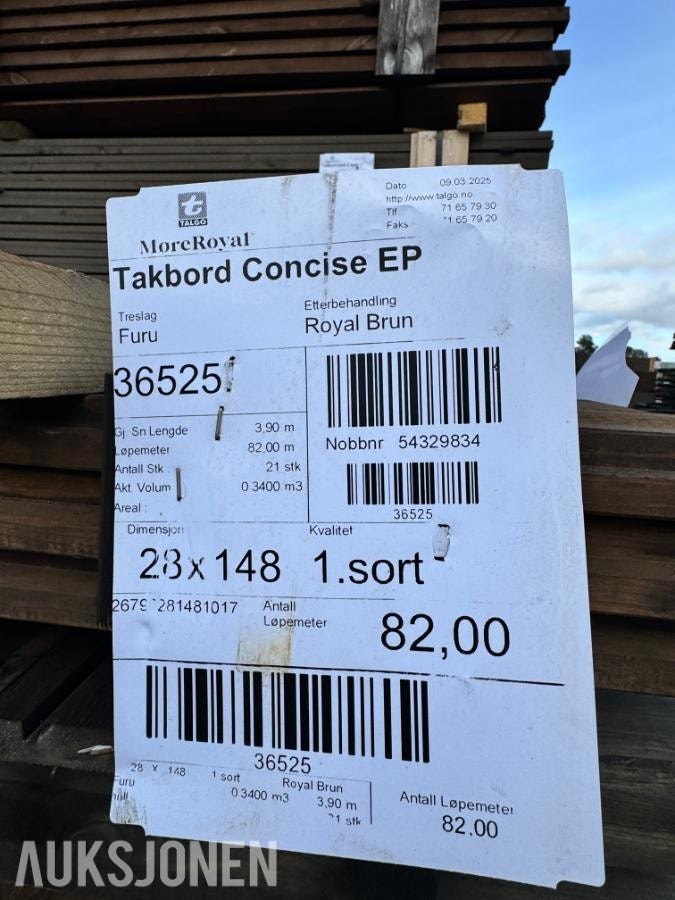 TALGO
MøreRoyal
Dato 09.03.2025
http://www.talgo.no
Tlf 71 65 79 30
Faks 71 65 79 20
Takbord Concise EP
Treslag
Furu
Etterbehandling
Royal Brun
36525
Gj. Sn Lengde 3,90 m
Løpemeter 82,00 m
Antall Stk 21 stk
Akt. Volum 0.3400 m3
Areal :
Nobbnr 54329834
36525
Dimensjon
28 x 148
Kvalitet
1.sort
281481017
Antall
Løpemeter
82,00
36525
28 x 148 1 sort Royal Brun
Furu 0.3400 m3 3,90 m
21 stk
Antall Løpemeter
82.00
AUKSJONEN